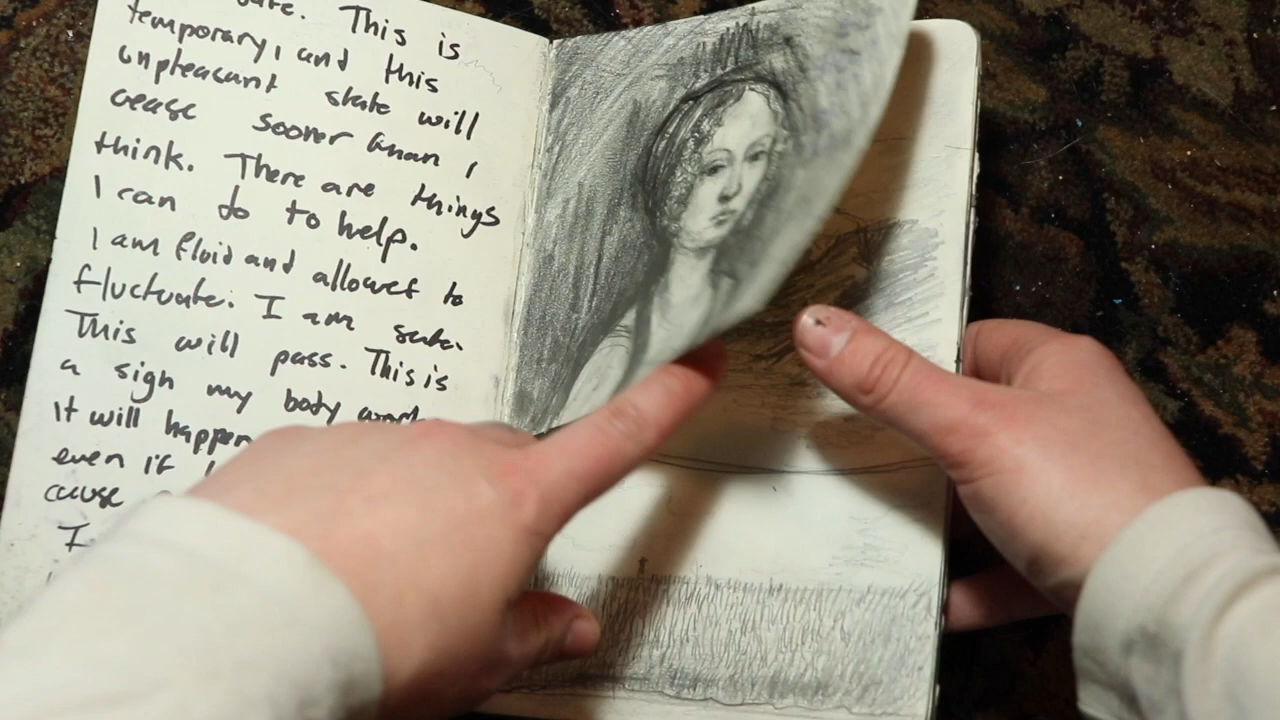 This is
temporary, and this
unpleasant state will
cease sooner than I
think. There are things
I can do to help.
I am fluid and allowed to
fluctuate. I am safe.
This will pass. This is
a sign my body
It will happen
even if
cause
I